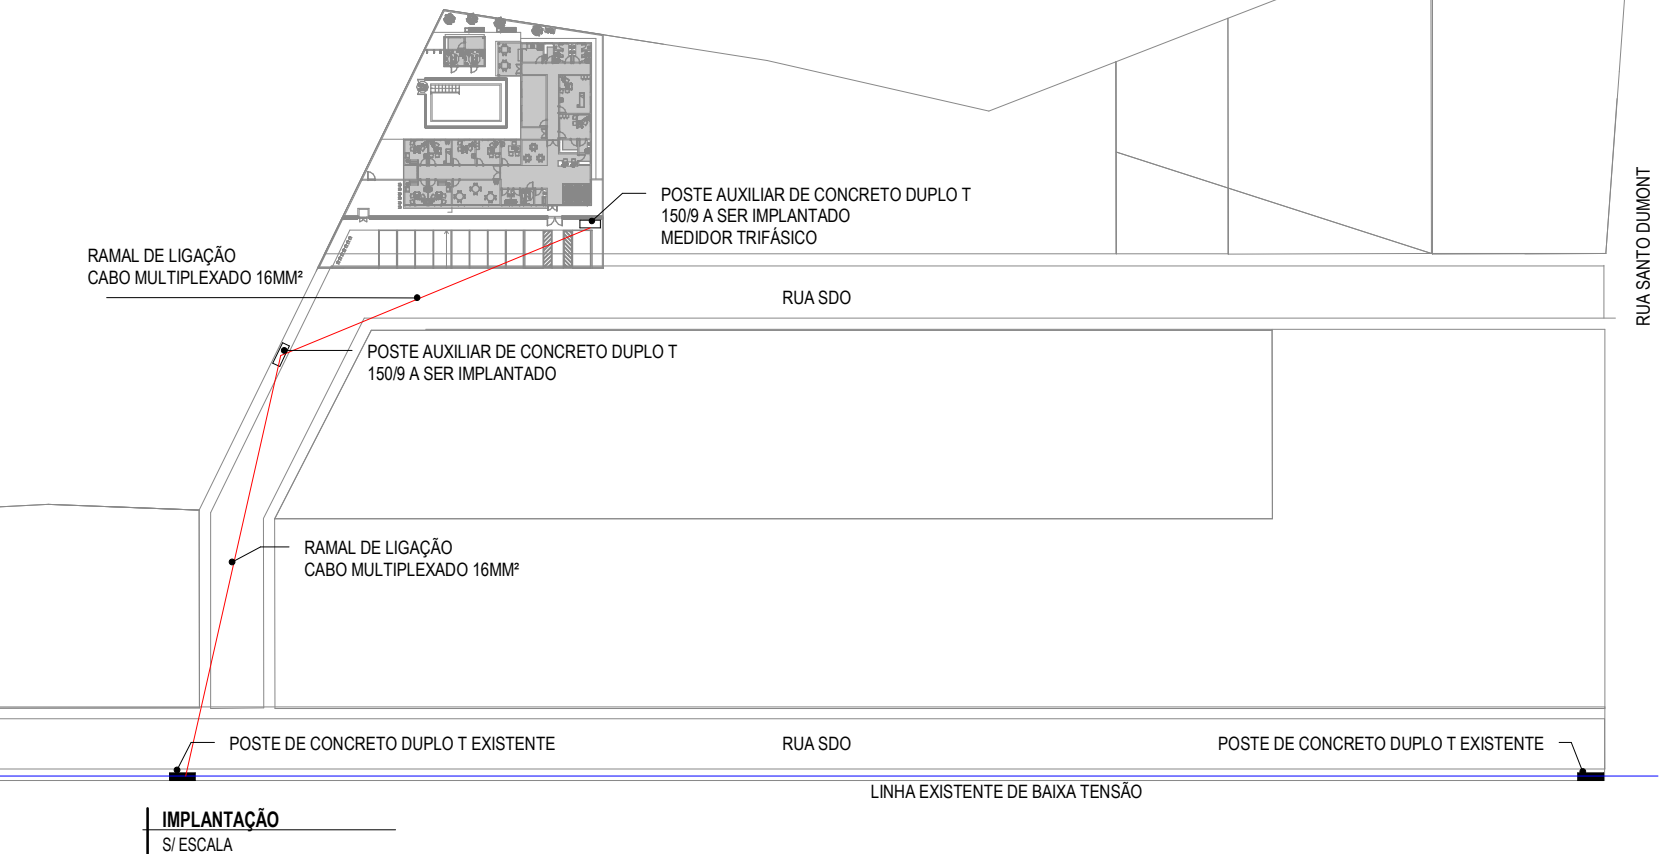 POSTE AUXILIAR DE CONCRETO DUPLO T
150/9 A SER IMPLANTADO
MEDIDOR TRIFÁSICO
RUA SANTO DUMONT
RAMAL DE LIGAÇÃO
CABO MULTIPLEXADO 16MM²
RUA SDO
POSTE AUXILIAR DE CONCRETO DUPLO T
150/9 A SER IMPLANTADO
RAMAL DE LIGAÇÃO
CABO MULTIPLEXADO 16MM²
POSTE DE CONCRETO DUPLO T EXISTENTE
RUA SDO
POSTE DE CONCRETO DUPLO T EXISTENTE
LINHA EXISTENTE DE BAIXA TENSÃO
IMPLANTAÇÃO
S/ ESCALA